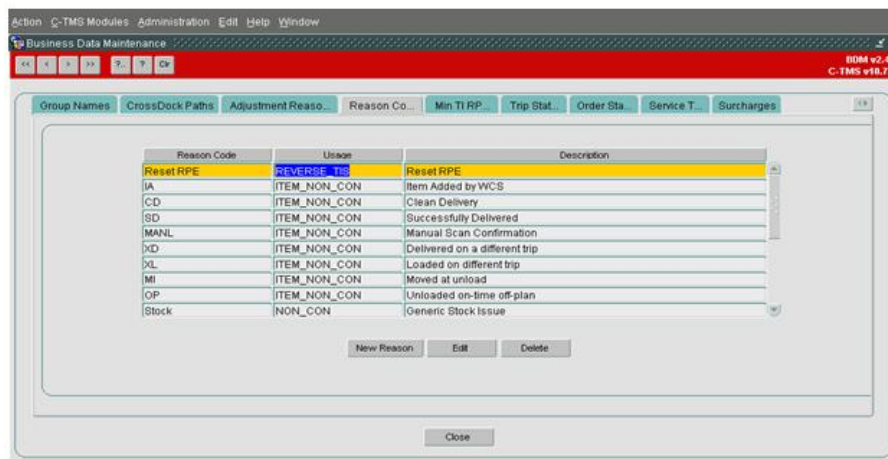 Action C-TMS Modules Administration Edit Help Window
Business Data Maintenance
<< < > >> ?.. ? Clr
BDM v2.4
C-TMS v10.7
Group Names CrossDock Paths Adjustment Reaso... Reason Co... Min TI RP... Trip Stat... Order Sta... Service T... Surcharges
Reason Code Usage Description
Reset RPE REVERSE_TIS Reset RPE
IA ITEM_NON_CON Item Added by WCS
CD ITEM_NON_CON Clean Delivery
SD ITEM_NON_CON Successfully Delivered
MANL ITEM_NON_CON Manual Scan Confirmation
XD ITEM_NON_CON Delivered on a different trip
XL ITEM_NON_CON Loaded on different trip
MI ITEM_NON_CON Moved at unload
OP ITEM_NON_CON Unloaded on-time off-plan
Stock NON_CON Generic Stock Issue
New Reason Edit Delete
Close